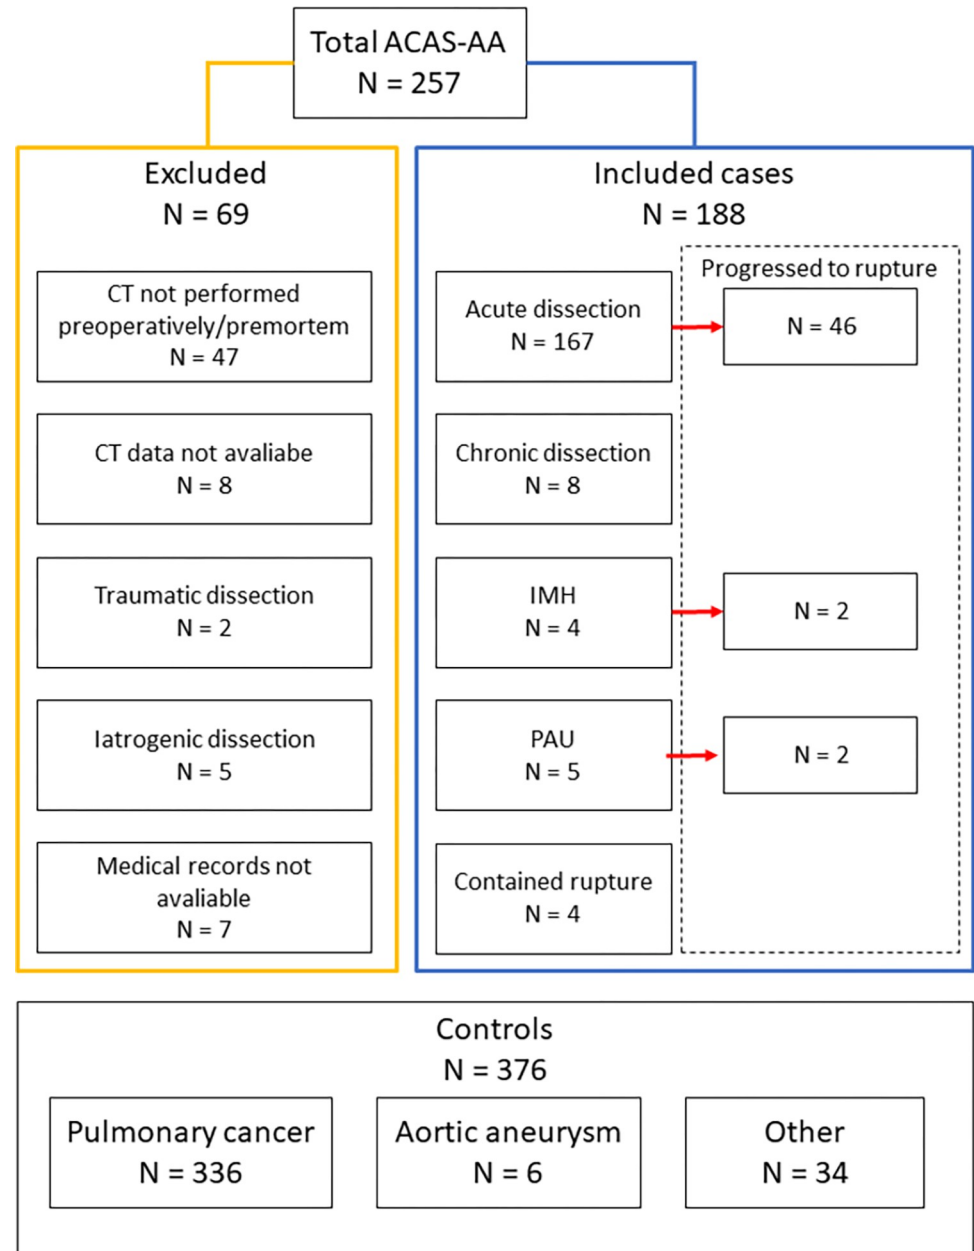 Total ACAS-AA
N = 257
Excluded
N = 69
CT not performed
preoperatively/premortem
N = 47
CT data not avaliabe
N = 8
Traumatic dissection
N = 2
Iatrogenic dissection
N = 5
Medical records not
avaliable
N = 7
Included cases
N = 188
Progressed to rupture
Acute dissection
N = 167
N = 46
Chronic dissection
N = 8
IMH
N = 4
N = 2
PAU
N = 5
N = 2
Contained rupture
N = 4
Controls
N = 376
Pulmonary cancer
N = 336
Aortic aneurysm
N = 6
Other
N = 34